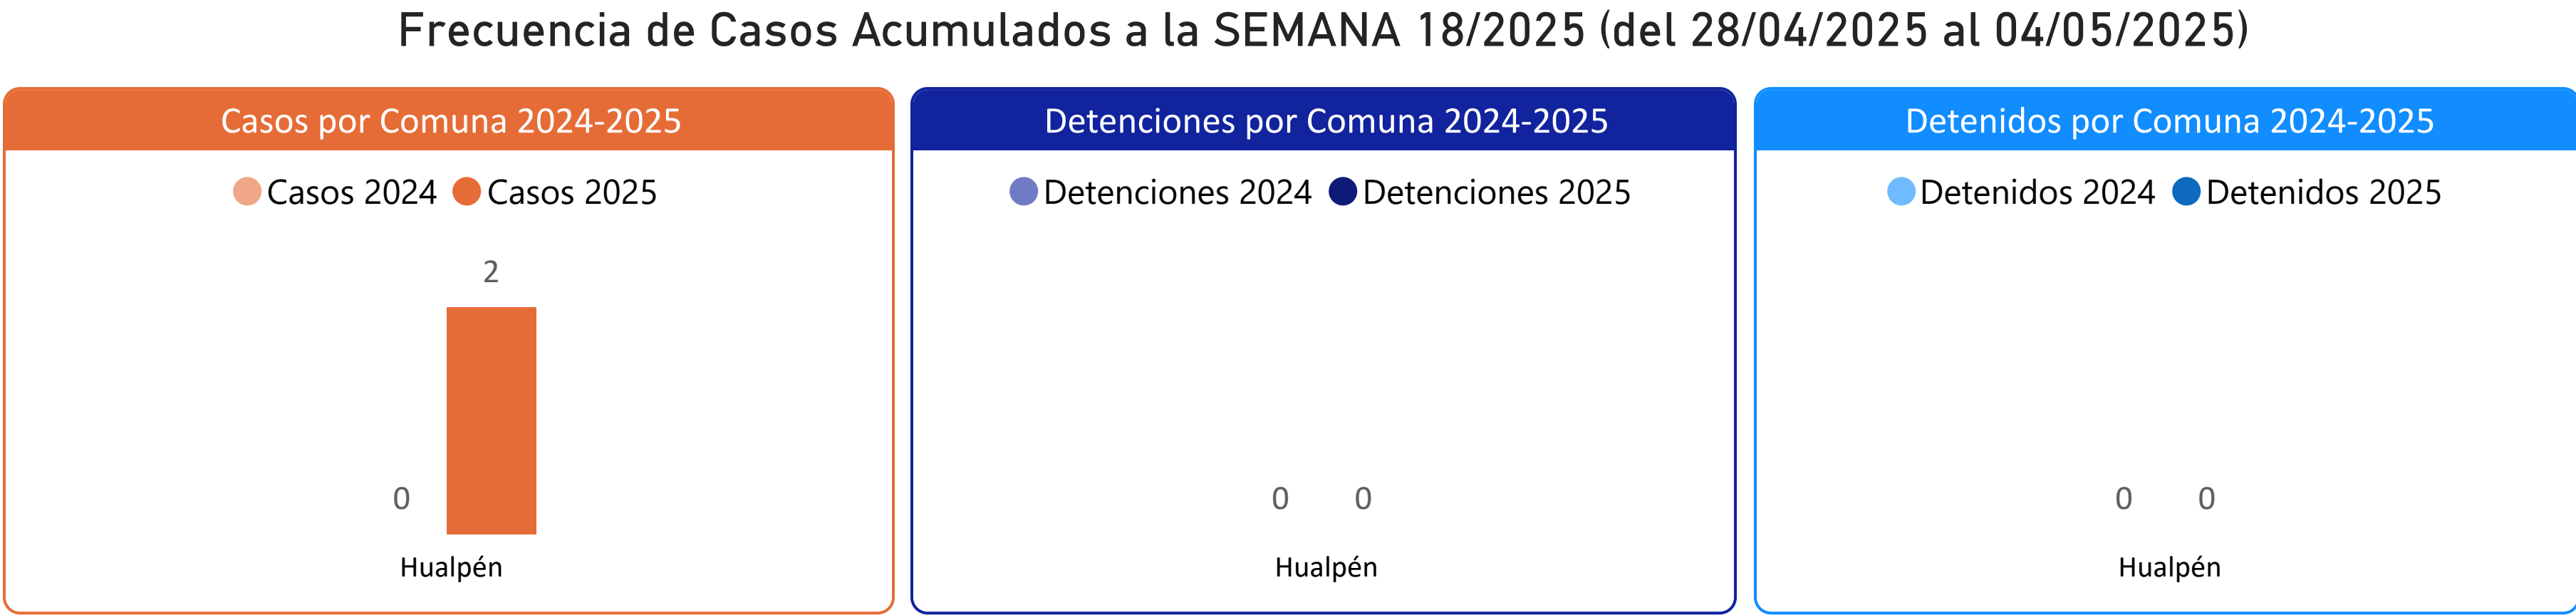 Frecuencia de Casos Acumulados a la SEMANA 18/2025 (del 28/04/2025 al 04/05/2025)
Casos por Comuna 2024-2025
Casos 2024 Casos 2025
2
0
Hualpén
Detenciones por Comuna 2024-2025
Detenciones 2024 Detenciones 2025
0 0
Hualpén
Detenidos por Comuna 2024-2025
Detenidos 2024 Detenidos 2025
0 0
Hualpén